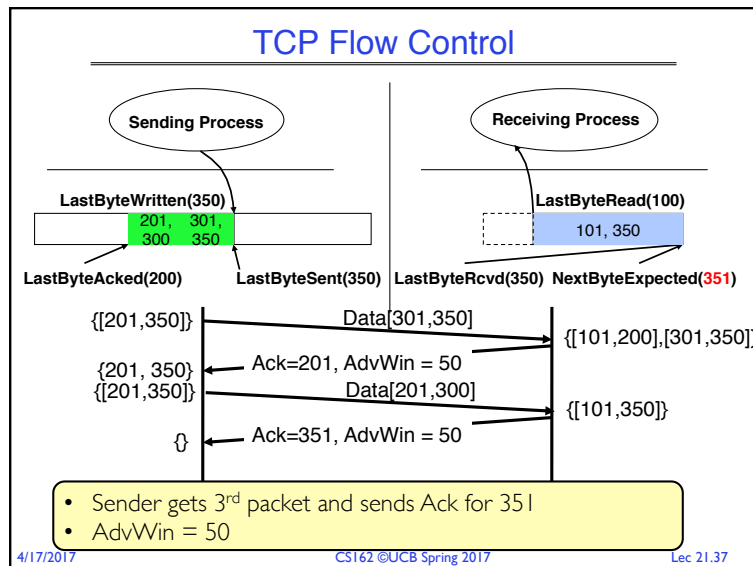 TCP Flow Control
Sending Process
Receiving Process
LastByteWritten(350)
LastByteRead(100)
201, 301,
300 350
101, 350
LastByteAcked(200)
LastByteSent(350)
LastByteRcvd(350)
NextByteExpected(351)
{[201,350]}
Data[301,350]
{[101,200],[301,350]}
Ack=201, AdvWin = 50
{201, 350}
{[201,350]}
Data[201,300]
{[101,350]}
Ack=351, AdvWin = 50
{}
• Sender gets 3rd packet and sends Ack for 351
• AdvWin = 50
4/17/2017
CS162 ©UCB Spring 2017
Lec 21.37